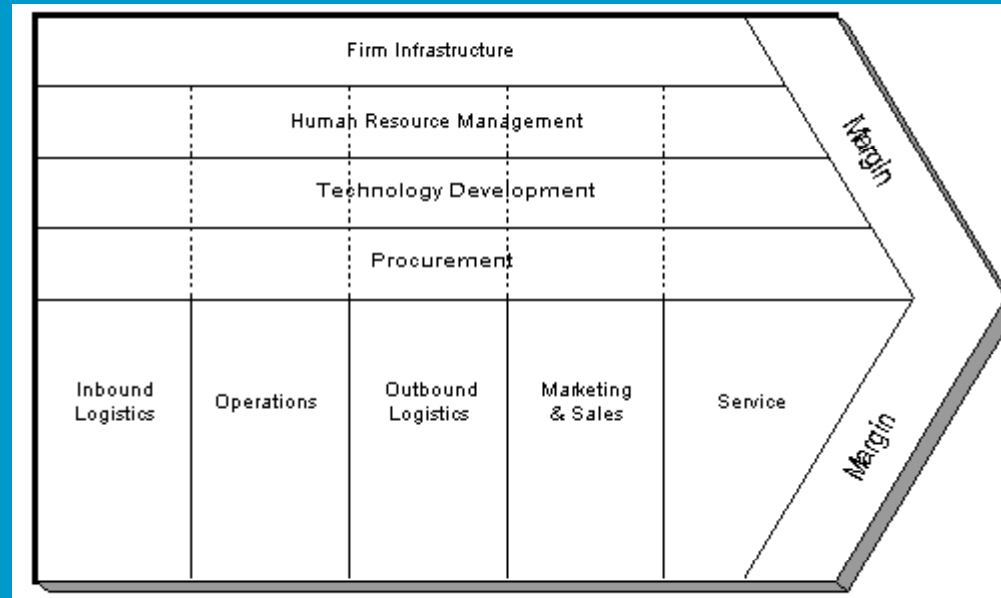 Firm Infrastructure
Human Resource Management
Technology Development
Procurement
Margin
Inbound
Logistics
Operations
Outbound
Logistics
Marketing
& Sales
Service
Margin